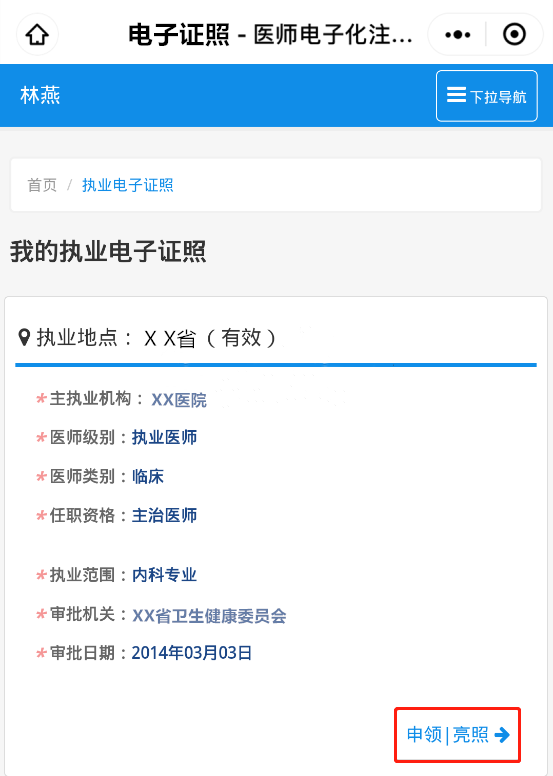 电子证照 - 医师电子化注...
林燕
下拉导航
首页 / 执业电子证照
我的执业电子证照
执业地点： X X省（有效）
*主执业机构： XX医院
*医师级别：执业医师
*医师类别：临床
*任职资格：主治医师
*执业范围：内科专业
*审批机关：XX省卫生健康委员会
*审批日期：2014年03月03日
申领|亮照